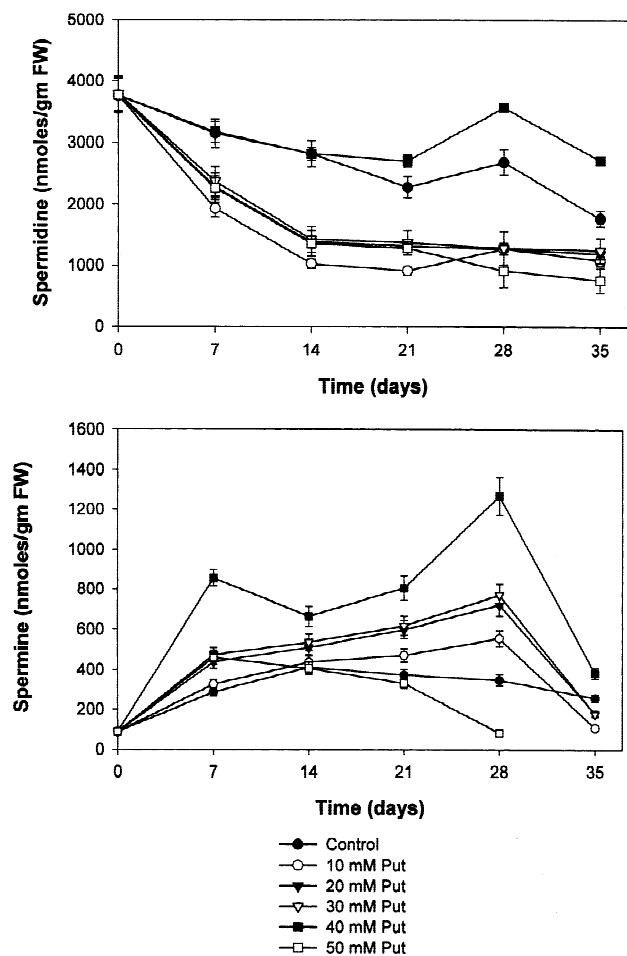 5000
4000
3000
2000
1000
0
Spermidine (nmoles/gm FW)
0 7 14 21 28 35
Time (days)
1600
1400
1200
1000
800
600
400
200
0
Spermine (nmoles/gm FW)
0 7 14 21 28 35
Time (days)
Control
10 mM Put
20 mM Put
30 mM Put
40 mM Put
50 mM Put